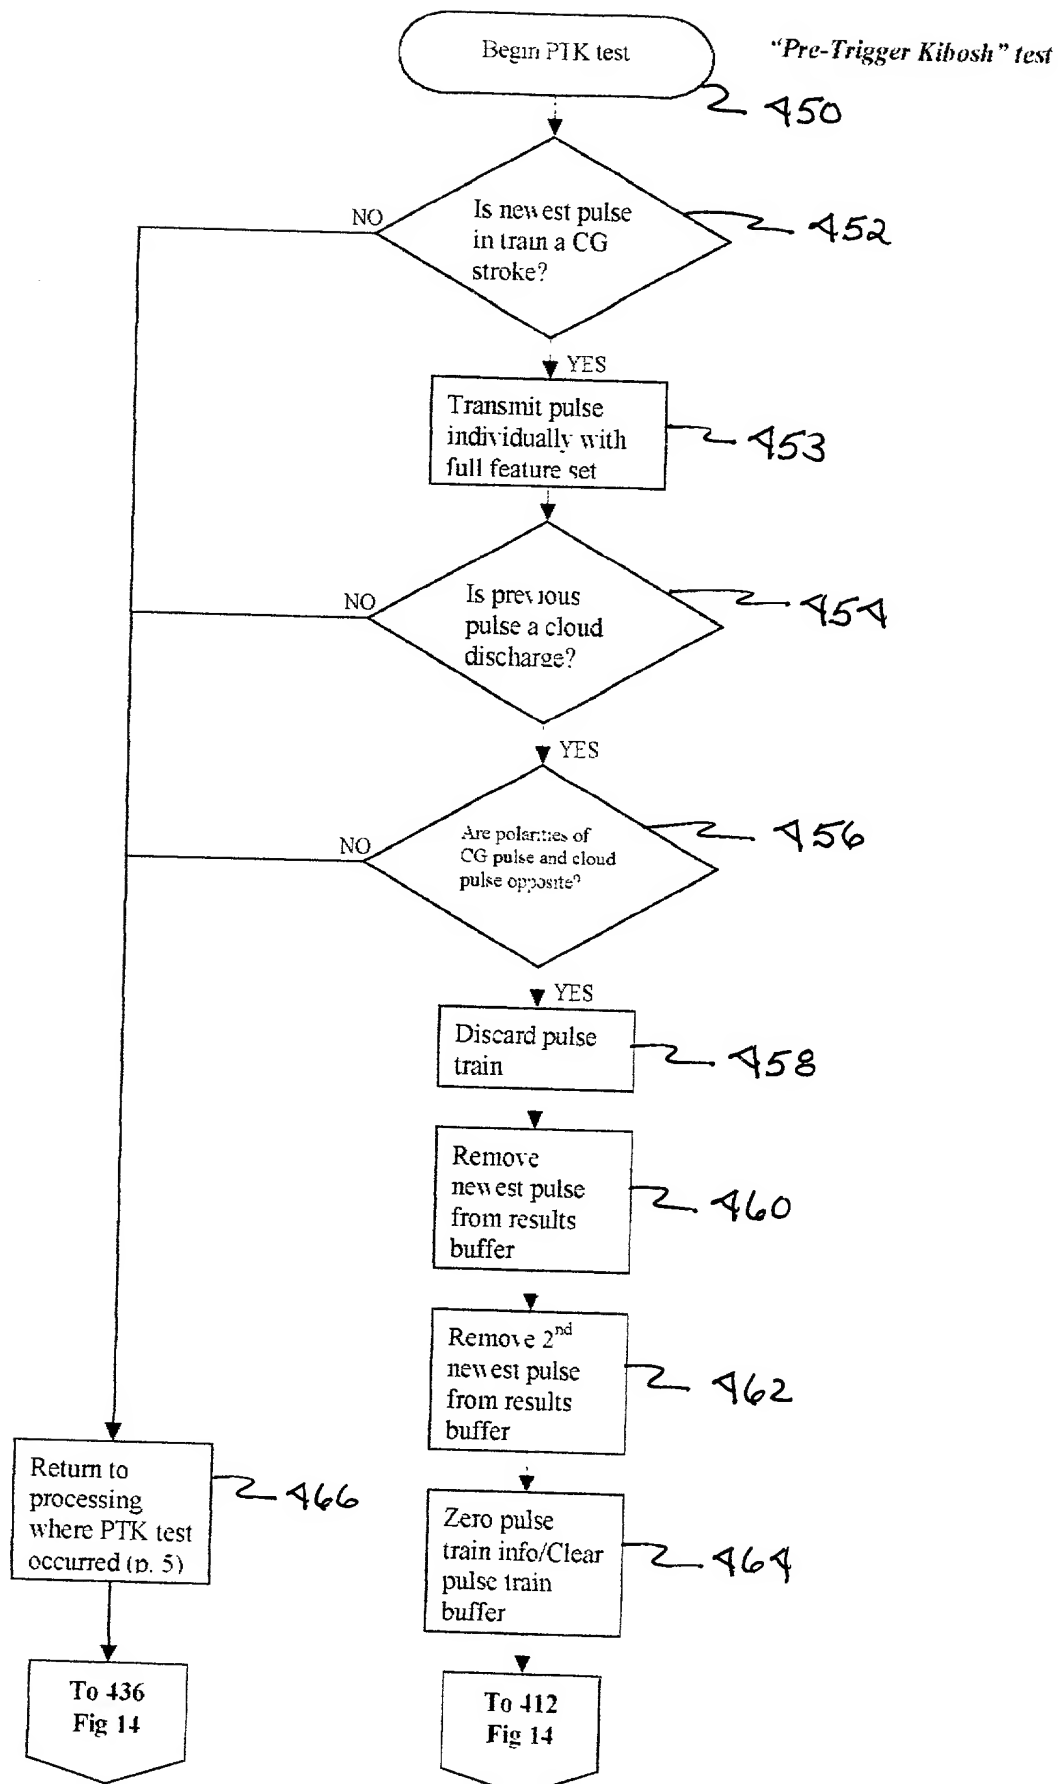 Begin PTK test
"Pre-Trigger Kibosh" test
450
Is newest pulse
in train a CG
stroke?
452
NO
YES
Transmit pulse
individually with
full feature set
453
Is previous
pulse a cloud
discharge?
454
NO
YES
Are polarities of
CG pulse and cloud
pulse opposite?
456
NO
YES
Discard pulse
train
458
Remove
newest pulse
from results
buffer
460
Remove 2nd
newest pulse
from results
buffer
462
Return to
processing
where PTK test
occurred (p. 5)
466
Zero pulse
train info/Clear
pulse train
buffer
464
To 436
Fig 14
To 412
Fig 14